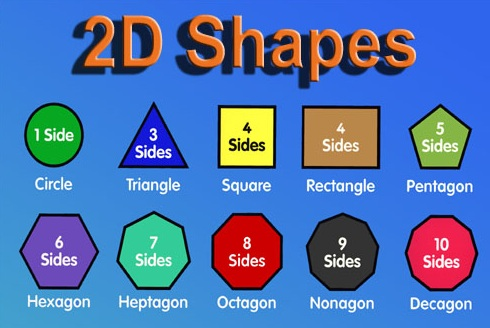 2D Shapes
1 Side
Circle
3
Sides
Triangle
4
Sides
Square
4
Sides
Rectangle
5
Sides
Pentagon
6
Sides
Hexagon
7
Sides
Heptagon
8
Sides
Octagon
9
Sides
Nonagon
10
Sides
Decagon